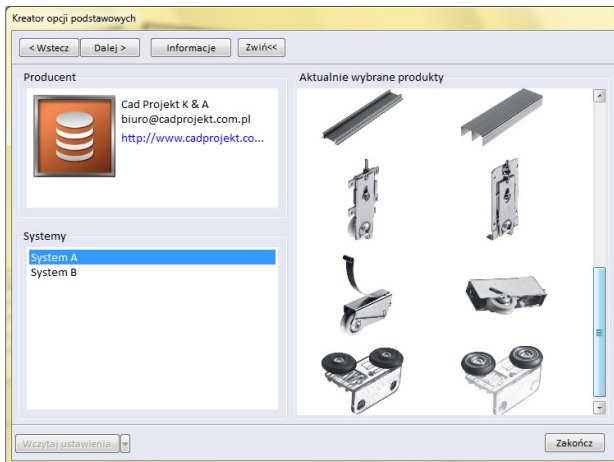 Kreator opcji podstawowych
< Wstecz Dalej > Informacje Zwiń<<
Producent
Cad Projekt K & A
biuro@cadprojekt.com.pl
http://www.cadprojekt.co...
Systemy
System A
System B
Aktualnie wybrane produkty
Wczytaj ustawienia
Zakończ